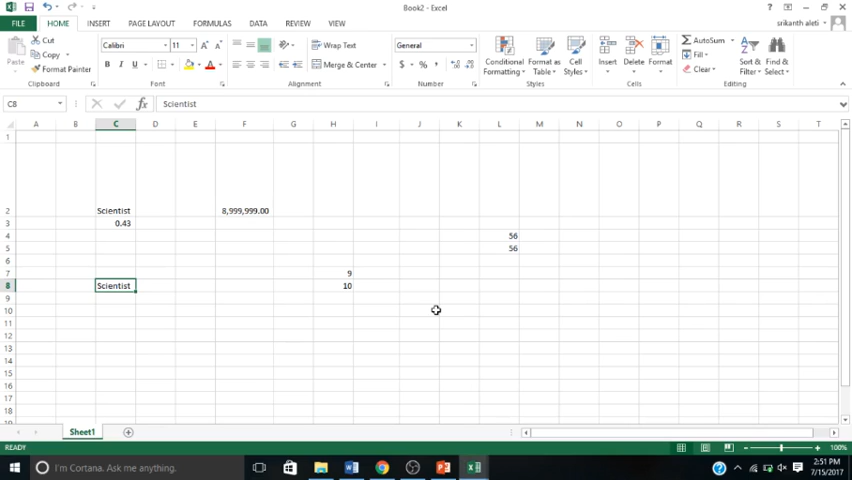 Book2 - Excel
FILE HOME INSERT PAGE LAYOUT FORMULAS DATA REVIEW VIEW srikanth aleti
Paste Cut Copy Format Painter Clipboard
Calibri 11 B I U A Font
Wrap Text Merge & Center Alignment
General $ % , Number
Conditional Formatting Format as Table Cell Styles Styles
Insert Delete Format Cells
AutoSum Fill Clear Sort & Filter Find & Select Editing
C8 fx Scientist
A B C D E F G H I J K L M N O P Q R S T
1
2 Scientist 8,999,999.00
3 0.43
4 56
5 56
6
7 9
8 Scientist 10
9
10
11
12
13
14
15
16
17
18
19
Sheet1
READY 100%
I'm Cortana. Ask me anything. 2:51 PM
7/15/2017